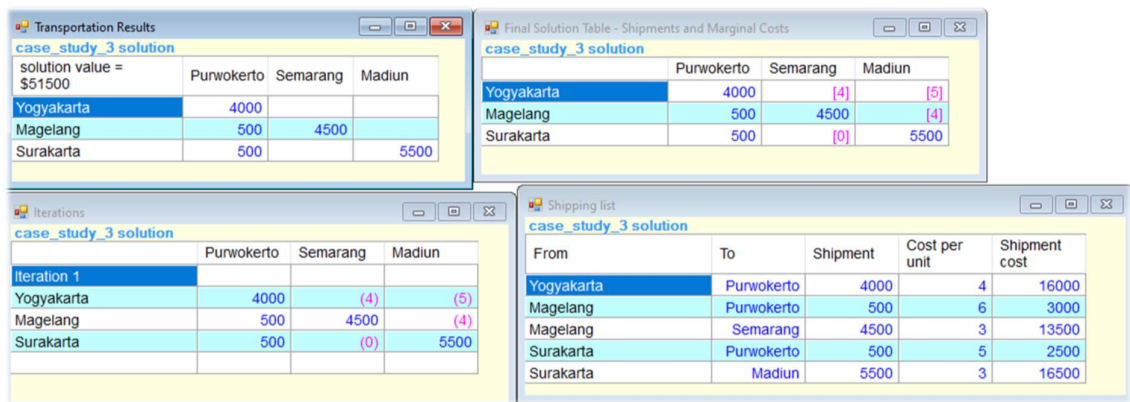 Transportation Results
case_study_3 solution
solution value = $51500 Purwokerto Semarang Madiun
Yogyakarta 4000
Magelang 500 4500
Surakarta 500 5500
Final Solution Table - Shipments and Marginal Costs
case_study_3 solution
Purwokerto Semarang Madiun
Yogyakarta 4000 [4] [5]
Magelang 500 4500 [4]
Surakarta 500 [0] 5500
Iterations
case_study_3 solution
Purwokerto Semarang Madiun
Iteration 1
Yogyakarta 4000 (4) (5)
Magelang 500 4500 (4)
Surakarta 500 (0) 5500
Shipping list
case_study_3 solution
From To Shipment Cost per unit Shipment cost
Yogyakarta Purwokerto 4000 4 16000
Magelang Purwokerto 500 6 3000
Magelang Semarang 4500 3 13500
Surakarta Purwokerto 500 5 2500
Surakarta Madiun 5500 3 16500